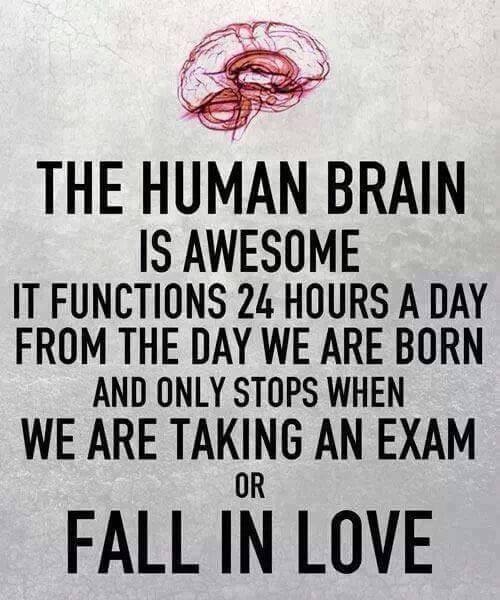 THE HUMAN BRAIN
IS AWESOME
IT FUNCTIONS 24 HOURS A DAY
FROM THE DAY WE ARE BORN
AND ONLY STOPS WHEN
WE ARE TAKING AN EXAM
OR
FALL IN LOVE